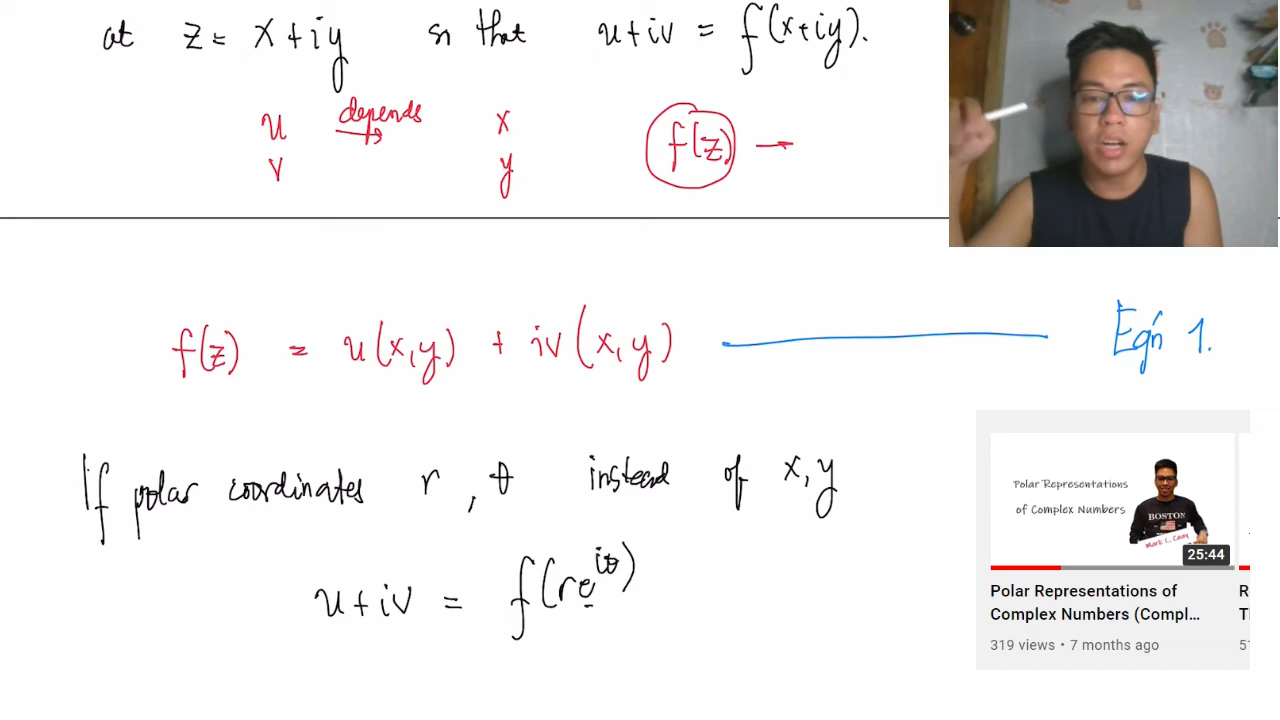 at z = x+iy so that u+iv = f(x+iy).
u depends x f(z) →
v y
f(z) = u(x,y) + iv(x,y) Eqn 1.
If polar coordinates r, θ instead of x, y
u+iv = f(re^{iθ})
Polar Representations
of Complex Numbers
BOSTON
25:44
Polar Representations of
Complex Numbers (Compl...
319 views • 7 months ago
R
T